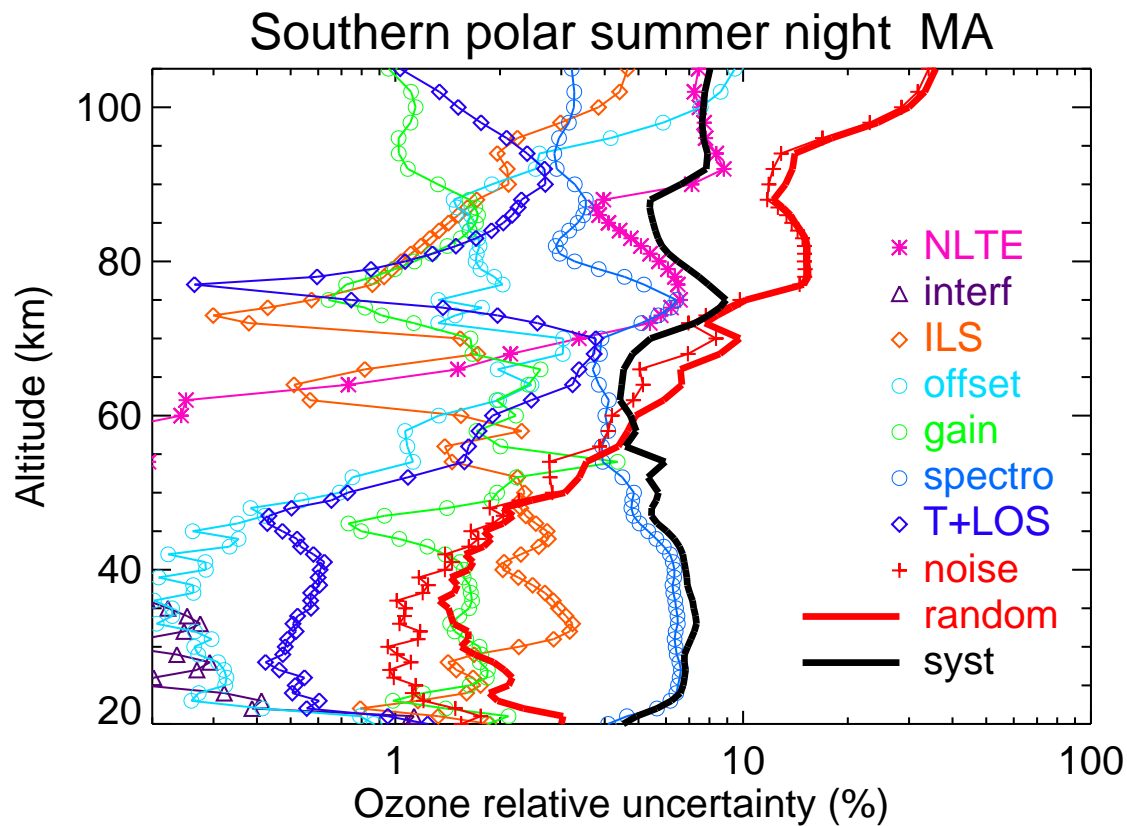 Southern polar summer night MA
100
80
60
40
20
Altitude (km)
NLTE
interf
ILS
offset
gain
spectro
T+LOS
noise
random
syst
1
10
100
Ozone relative uncertainty (%)